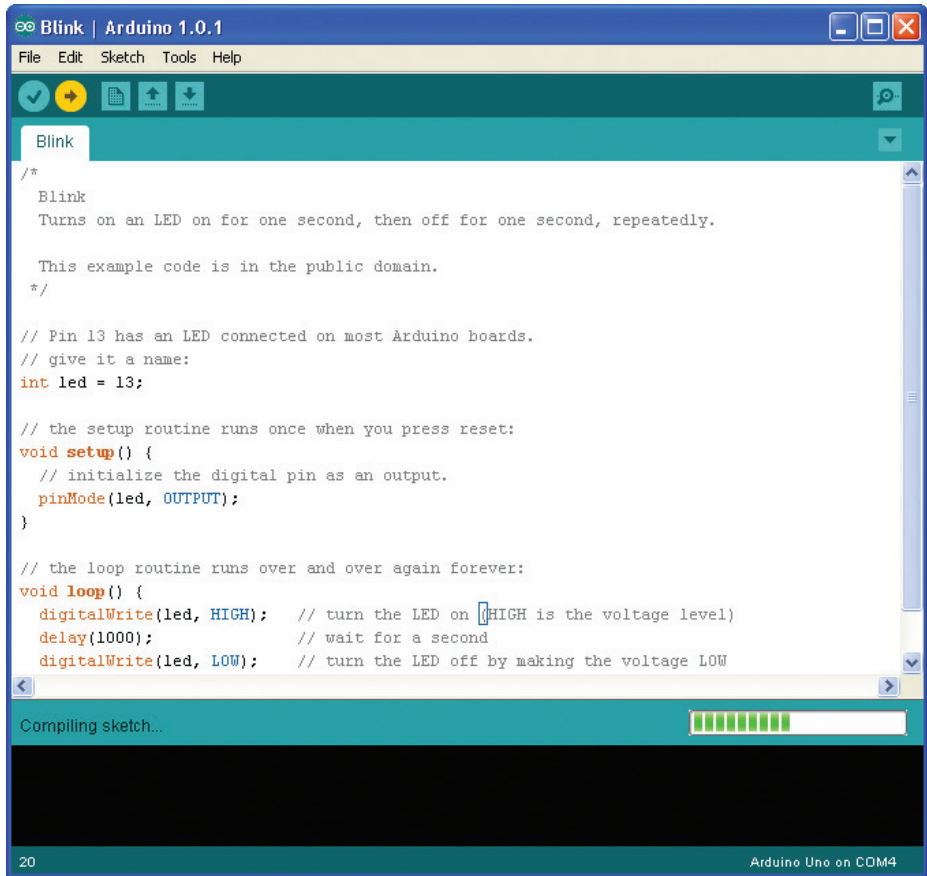 Blink | Arduino 1.0.1
File Edit Sketch Tools Help
Blink
/*
  Blink
  Turns on an LED on for one second, then off for one second, repeatedly.

  This example code is in the public domain.
 */

// Pin 13 has an LED connected on most Arduino boards.
// give it a name:
int led = 13;

// the setup routine runs once when you press reset:
void setup() {
  // initialize the digital pin as an output.
  pinMode(led, OUTPUT);
}

// the loop routine runs over and over again forever:
void loop() {
  digitalWrite(led, HIGH);   // turn the LED on (HIGH is the voltage level)
  delay(1000);               // wait for a second
  digitalWrite(led, LOW);    // turn the LED off by making the voltage LOW
Compiling sketch...
20 Arduino Uno on COM4